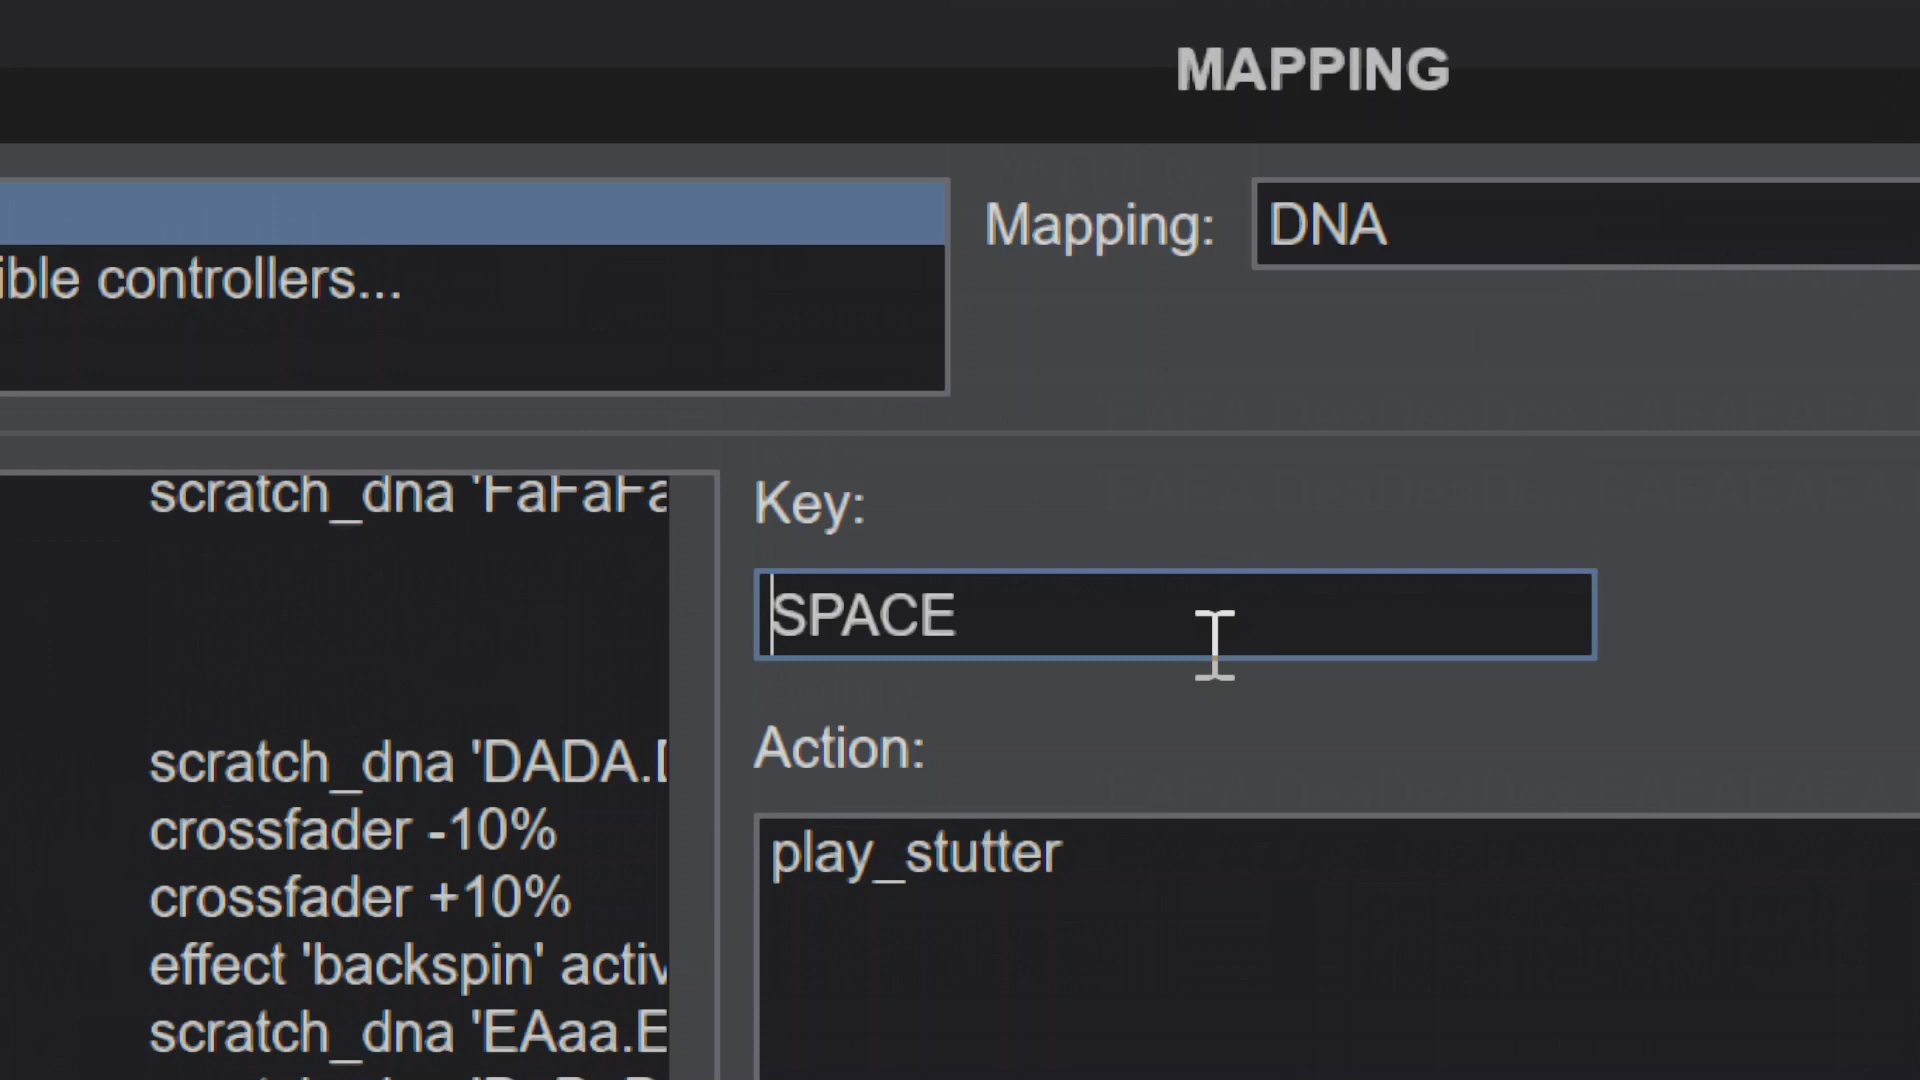 MAPPING
Mapping: DNA
ible controllers...
scratch_dna 'FaFaFa
Key:
SPACE
Action:
play_stutter
scratch_dna 'DADA.D
crossfader -10%
crossfader +10%
effect 'backspin' activ
scratch_dna 'EAaa.E